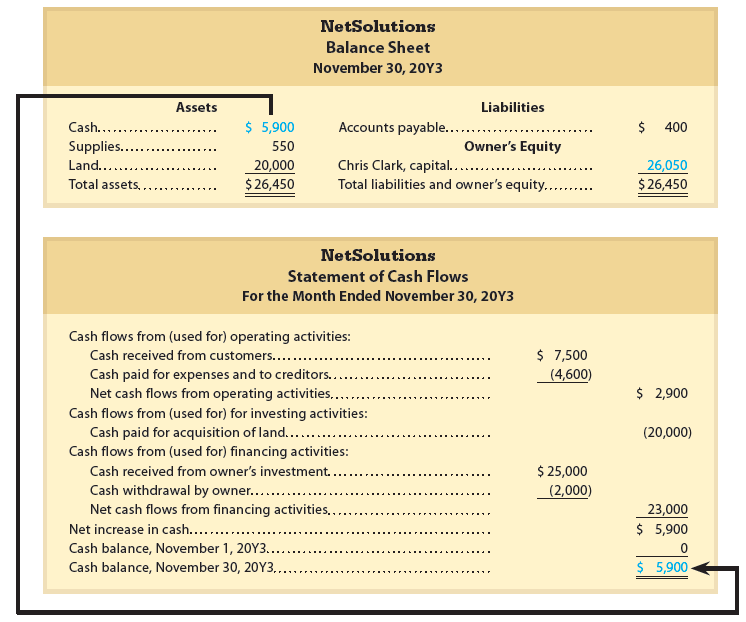 NetSolutions
Balance Sheet
November 30, 20Y3
Assets Liabilities
Cash........................ $ 5,900 Accounts payable............................. $ 400
Supplies.................... 550 Owner's Equity
Land........................ 20,000 Chris Clark, capital............................ 26,050
Total assets................ $26,450 Total liabilities and owner's equity.......... $26,450
NetSolutions
Statement of Cash Flows
For the Month Ended November 30, 20Y3
Cash flows from (used for) operating activities:
Cash received from customers............................................ $ 7,500
Cash paid for expenses and to creditors................................. (4,600)
Net cash flows from operating activities................................ $ 2,900
Cash flows from (used for) for investing activities:
Cash paid for acquisition of land........................................ (20,000)
Cash flows from (used for) financing activities:
Cash received from owner's investment................................. $ 25,000
Cash withdrawal by owner............................................... (2,000)
Net cash flows from financing activities................................ 23,000
Net increase in cash........................................................ $ 5,900
Cash balance, November 1, 20Y3............................................ 0
Cash balance, November 30, 20Y3.......................................... $ 5,900